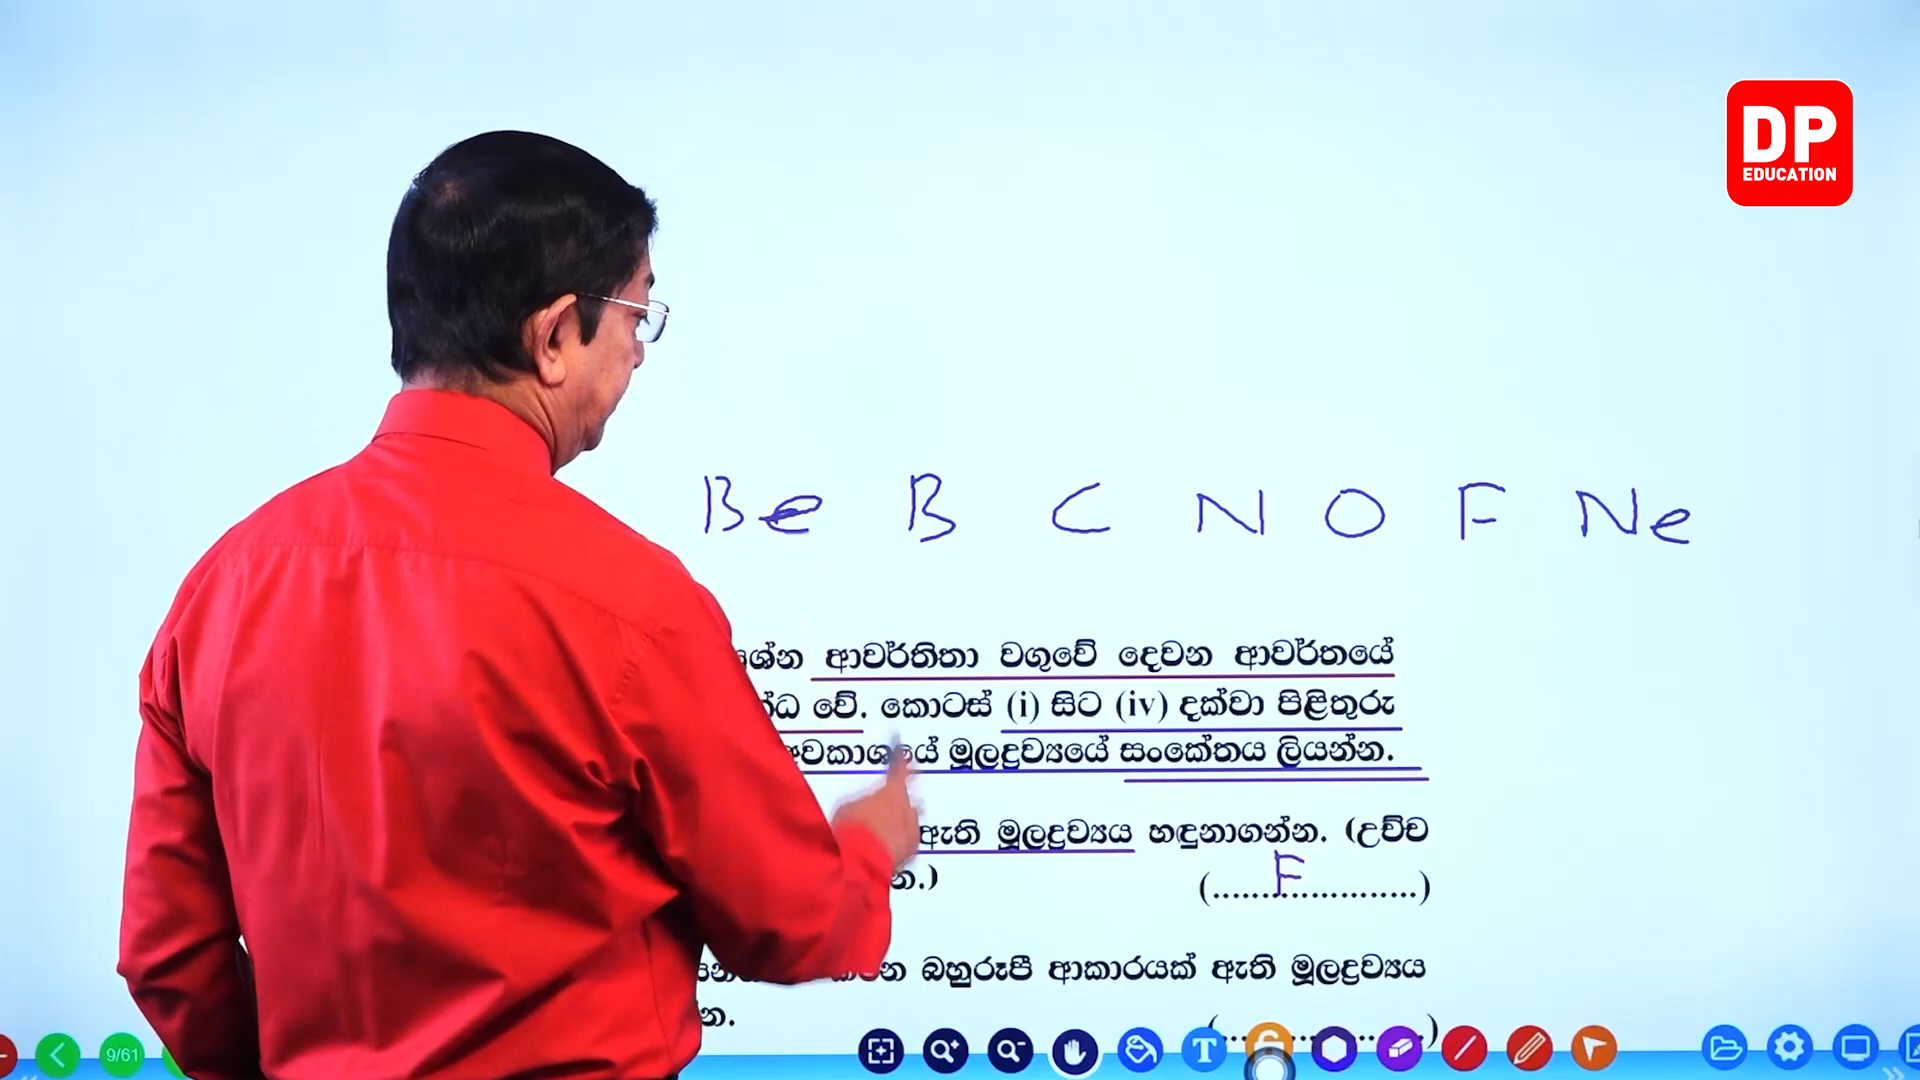 DP
EDUCATION
Be B C N O F Ne
ආවර්තිතා වගුවේ දෙවන ආවර්තයේ
වේ. කොටස් (i) සිට (iv) දක්වා පිළිතුරු
මූලද්‍රව්‍යයේ සංකේතය ලියන්න.
ඇති මූලද්‍රව්‍යය හඳුනාගන්න. (උච්ච
(......F......)
බහුරූපී ආකාරයක් ඇති මූලද්‍රව්‍යය
9/61
T